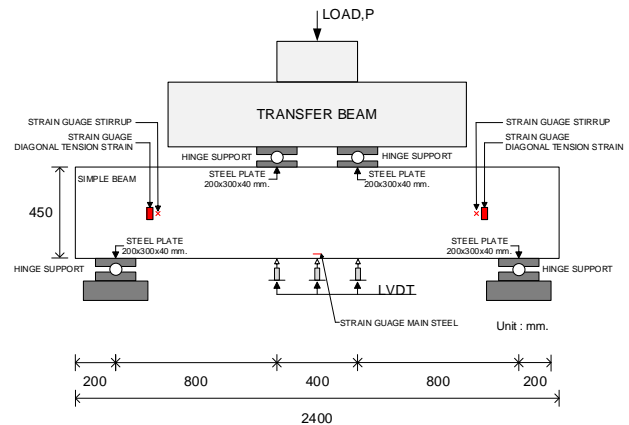 LOAD,P
TRANSFER BEAM
STRAIN GUAGE STIRRUP
STRAIN GUAGE
DIAGONAL TENSION STRAIN
STRAIN GUAGE STIRRUP
STRAIN GUAGE
DIAGONAL TENSION STRAIN
HINGE SUPPORT
HINGE SUPPORT
SIMPLE BEAM
STEEL PLATE
200x300x40 mm.
STEEL PLATE
200x300x40 mm.
450
STEEL PLATE
200x300x40 mm.
STEEL PLATE
200x300x40 mm.
HINGE SUPPORT
HINGE SUPPORT
LVDT
STRAIN GUAGE MAIN STEEL
Unit : mm.
200
800
400
800
200
2400